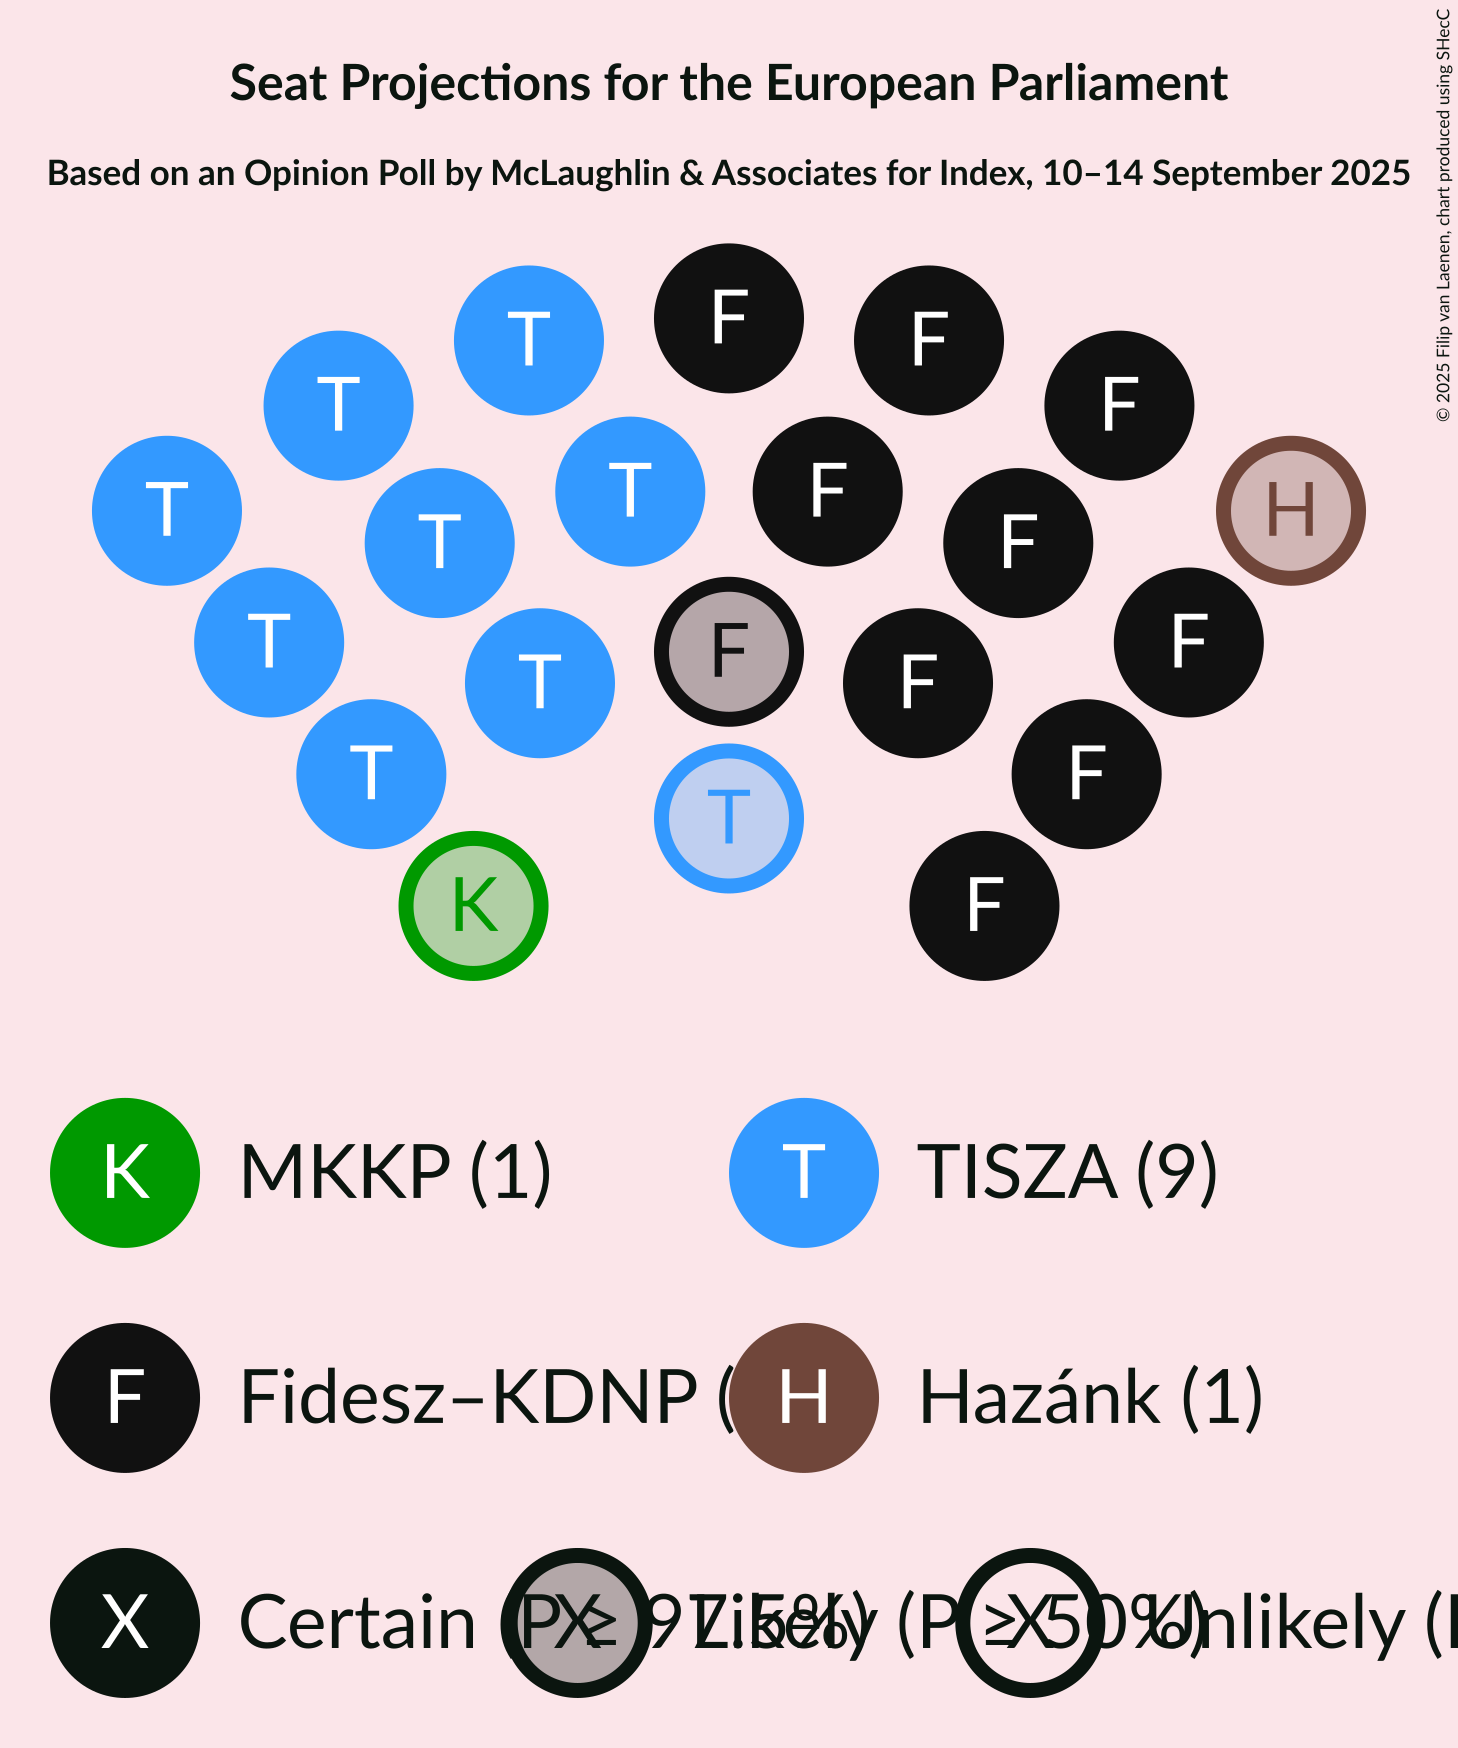 Seat Projections for the European Parliament
Based on an Opinion Poll by McLaughlin & Associates for Index, 10–14 September 2025
© 2025 Filip van Laenen, chart produced using SHecC
F
T F
T F
T T F F H
T F
T F
T F
T F F
T F
T
K F
K MKKP (1) T TISZA (9)
F Fidesz–KDNP ( H Hazánk (1)
X Certain (P ≥ 97.5%) X Likely (P ≥ 50%) X Unlikely (